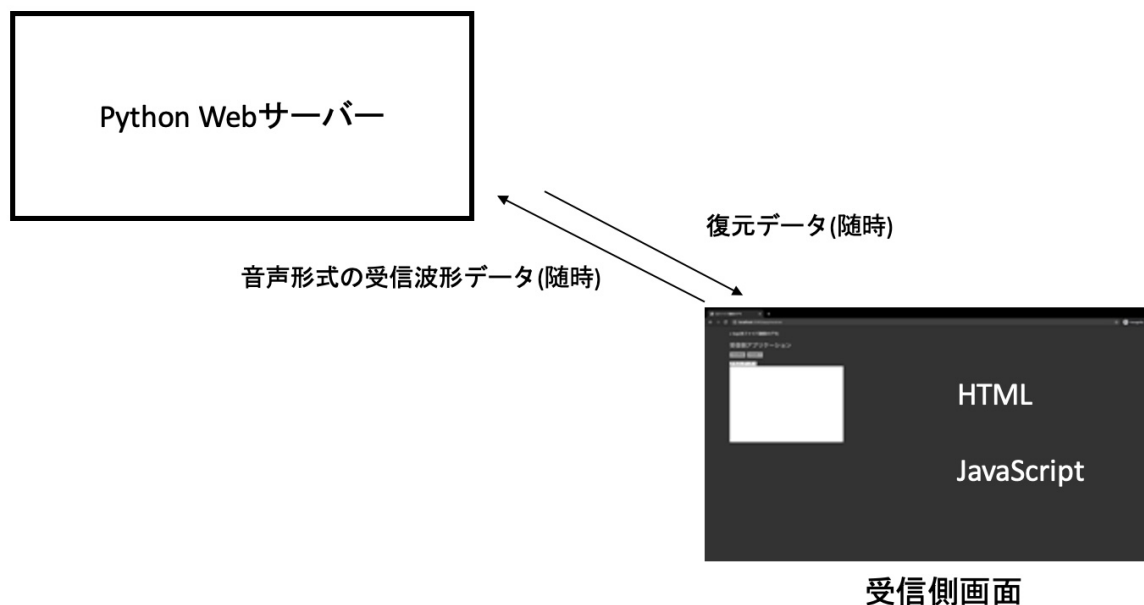 Python Webサーバー
復元データ(随時)
音声形式の受信波形データ(随時)
HTML
JavaScript
受信側画面